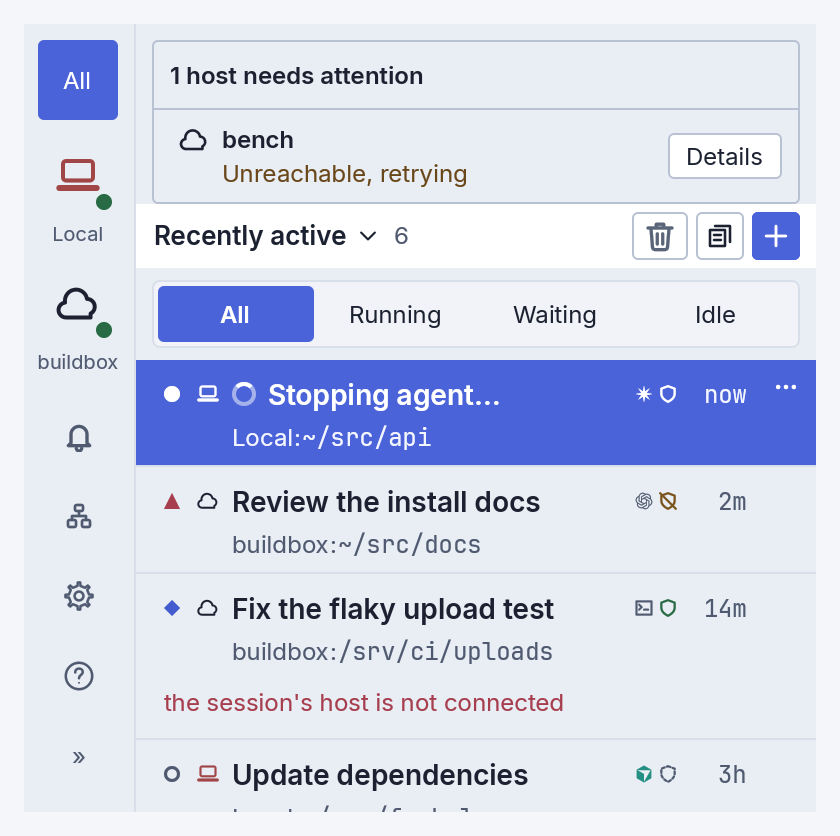 All
Local
buildbox
»
1 host needs attention
bench
Unreachable, retrying
Details
Recently active 6
All Running Waiting Idle
Stopping agent... now
Local:~/src/api
Review the install docs 2m
buildbox:~/src/docs
Fix the flaky upload test 14m
buildbox:/srv/ci/uploads
the session's host is not connected
Update dependencies 3h